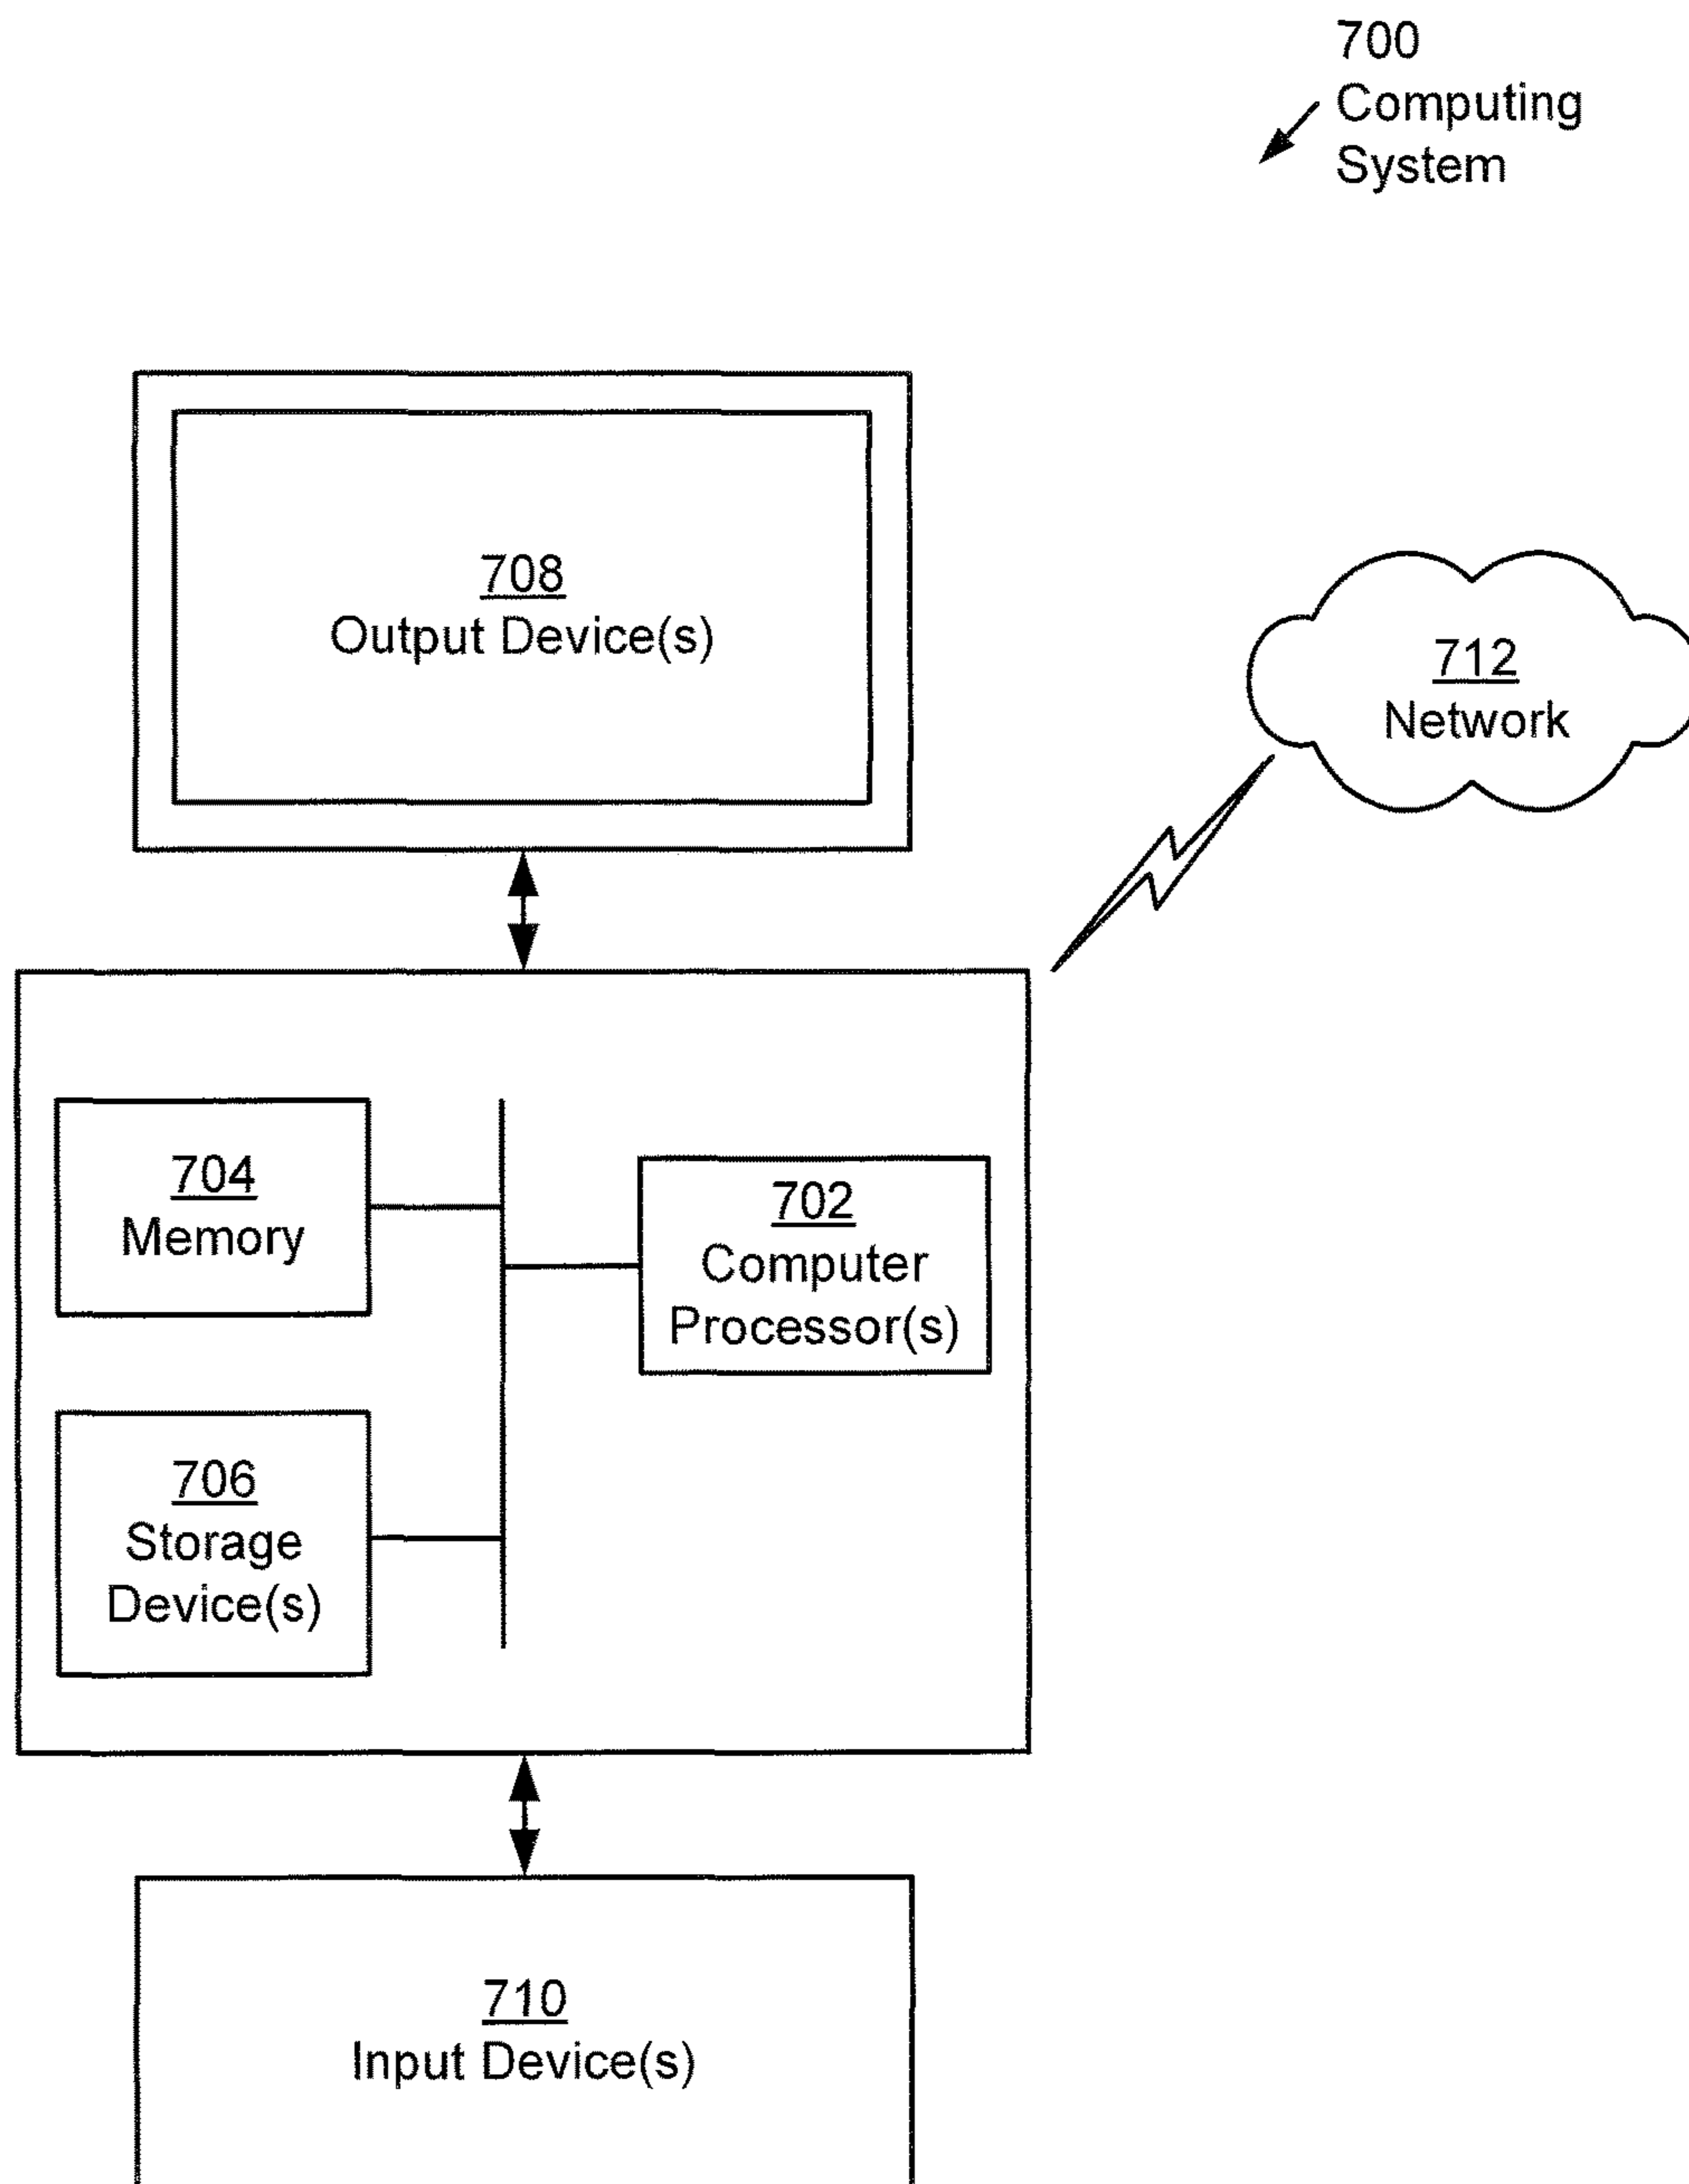 700
Computing
System
708
Output Device(s)
712
Network
704
Memory
702
Computer
Processor(s)
706
Storage
Device(s)
710
Input Device(s)